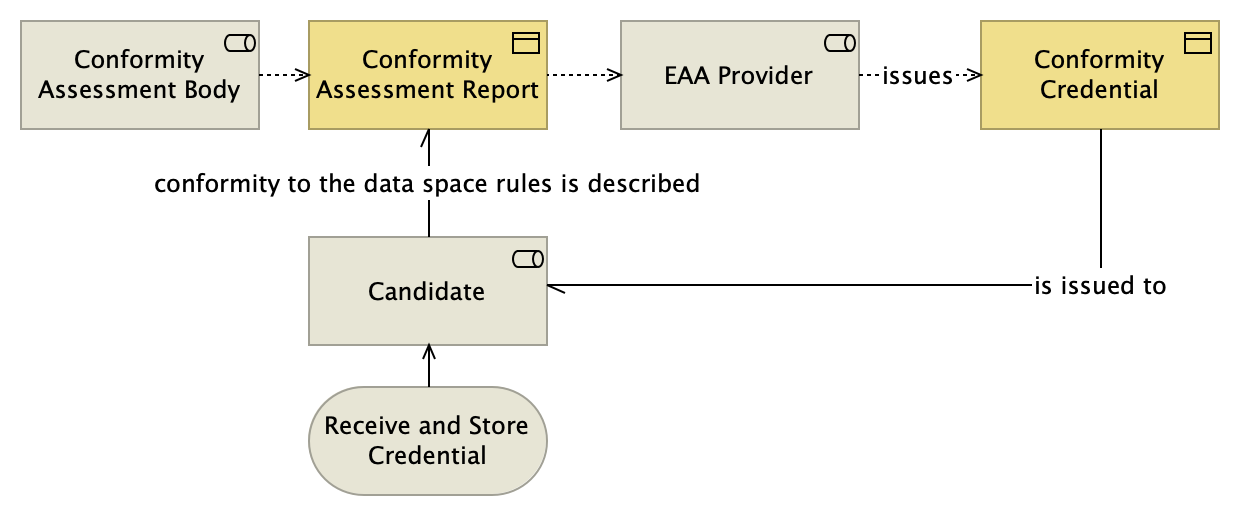 Conformity
Assessment Body
Conformity
Assessment Report
EAA Provider
issues
Conformity
Credential
conformity to the data space rules is described
Candidate
is issued to
Receive and Store
Credential